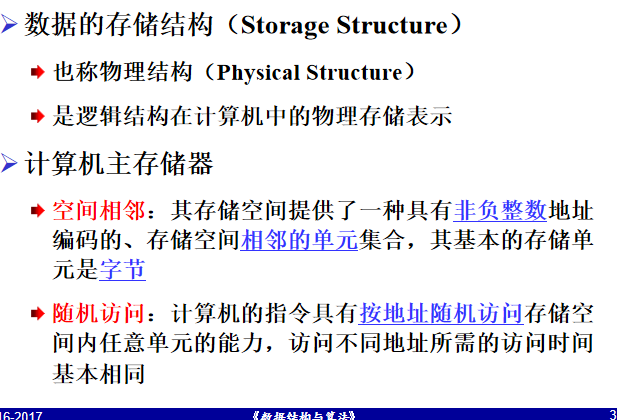 数据的存储结构（Storage Structure）
也称物理结构（Physical Structure）
是逻辑结构在计算机中的物理存储表示
计算机主存储器
空间相邻：其存储空间提供了一种具有非负整数地址
编码的、存储空间相邻的单元集合，其基本的存储单
元是字节
随机访问：计算机的指令具有按地址随机访问存储空
间内任意单元的能力，访问不同地址所需的访问时间
基本相同
16-2017 《数据结构与算法》 3